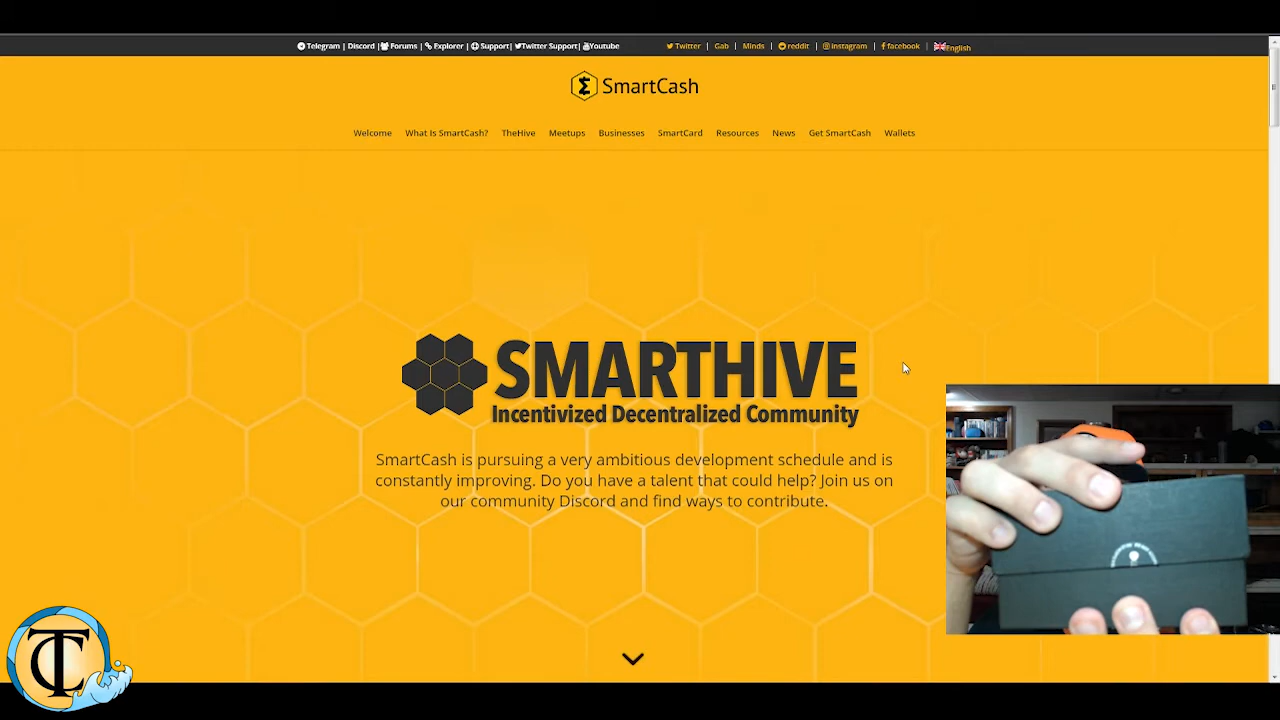 Telegram | Discord | Forums | Explorer | Support | Twitter Support | Youtube
Twitter | Gab | Minds | reddit | instagram | facebook | English
SmartCash
Welcome What Is SmartCash? TheHive Meetups Businesses SmartCard Resources News Get SmartCash Wallets
SMARTHIVE
Incentivized Decentralized Community
SmartCash is pursuing a very ambitious development schedule and is
constantly improving. Do you have a talent that could help? Join us on
our community Discord and find ways to contribute.
TC